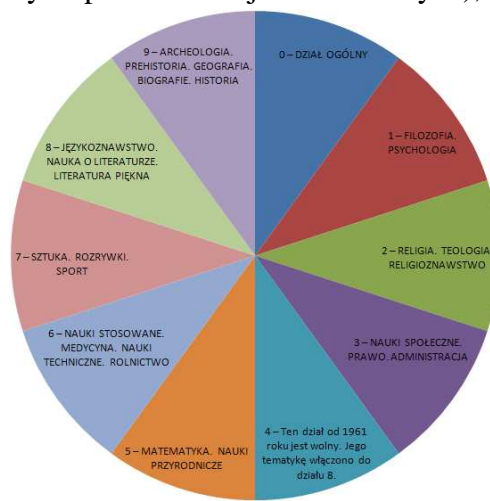 0 – DZIAŁ OGÓLNY
1 – FILOZOFIA.
PSYCHOLOGIA
2 – RELIGIA. TEOLOGIA
RELIGIOZNAWSTWO
3 – NAUKI SPOŁECZNE.
PRAWO. ADMINISTRACJA
4 – Ten dział od 1961
roku jest wolny. Jego
tematykę włączono do
działu 8.
5 – MATEMATYKA. NAUKI
PRZYRODNICZE
6 – NAUKI STOSOWANE.
MEDYCYNA. NAUKI
TECHNICZNE. ROLNICTWO
7 – SZTUKA. ROZRYWKI.
SPORT
8 – JĘZYKOZNAWSTWO.
NAUKA O LITERATURZE.
LITERATURA PIĘKNA
9 – ARCHEOLOGIA.
PREHISTORIA. GEOGRAFIA.
BIOGRAFIE. HISTORIA